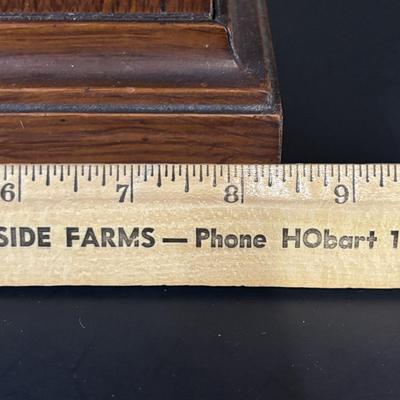 6 7 8 9
SIDE FARMS — Phone HObart 1